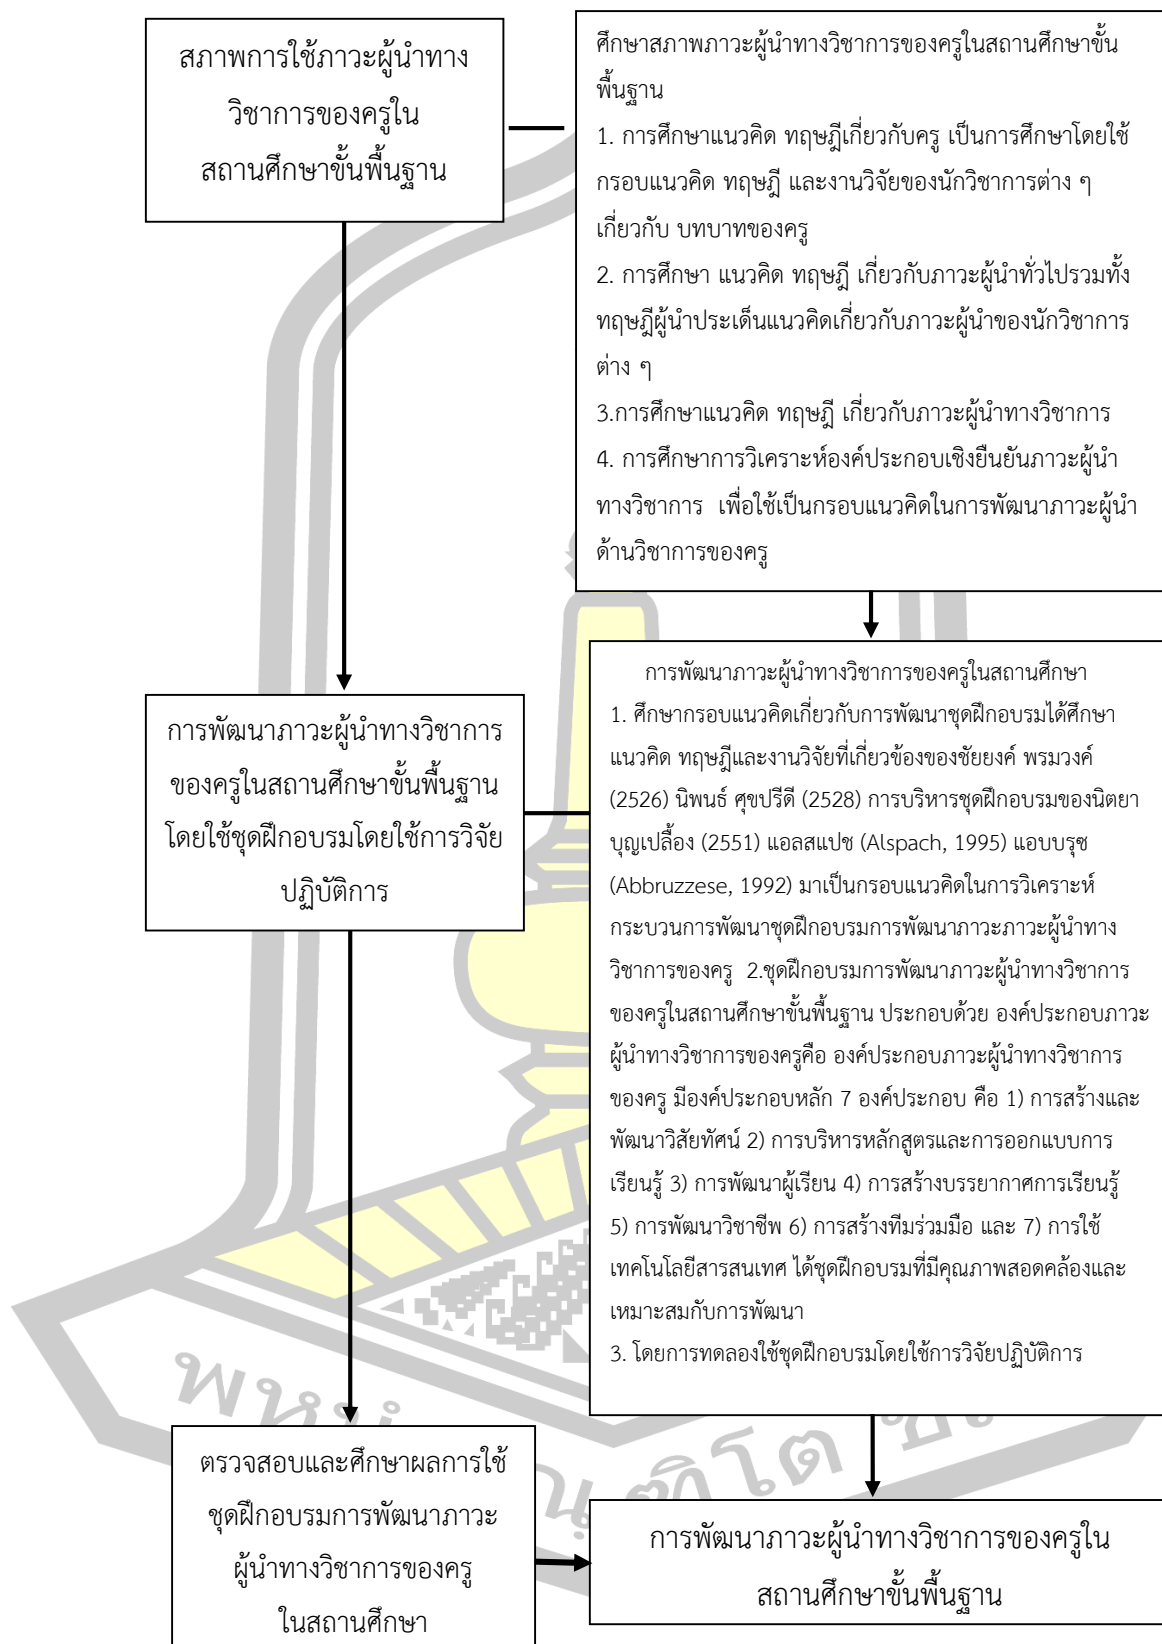 สภาพการใช้ภาวะผู้นำทาง
วิชาการของครูใน
สถานศึกษาขั้นพื้นฐาน
ศึกษาสภาพภาวะผู้นำทางวิชาการของครูในสถานศึกษาขั้น
พื้นฐาน
1. การศึกษาแนวคิด ทฤษฎีเกี่ยวกับครู เป็นการศึกษาโดยใช้
กรอบแนวคิด ทฤษฎี และงานวิจัยของนักวิชาการต่าง ๆ
เกี่ยวกับ บทบาทของครู
2. การศึกษา แนวคิด ทฤษฎี เกี่ยวกับภาวะผู้นำทั่วไปรวมทั้ง
ทฤษฎีผู้นำประเด็นแนวคิดเกี่ยวกับภาวะผู้นำของนักวิชาการ
ต่าง ๆ
3.การศึกษาแนวคิด ทฤษฎี เกี่ยวกับภาวะผู้นำทางวิชาการ
4. การศึกษาการวิเคราะห์องค์ประกอบเชิงยืนยันภาวะผู้นำ
ทางวิชาการ เพื่อใช้เป็นกรอบแนวคิดในการพัฒนาภาวะผู้นำ
ด้านวิชาการของครู
การพัฒนาภาวะผู้นำทางวิชาการ
ของครูในสถานศึกษาขั้นพื้นฐาน
โดยใช้ชุดฝึกอบรมโดยใช้การวิจัย
ปฏิบัติการ
การพัฒนาภาวะผู้นำทางวิชาการของครูในสถานศึกษา
1. ศึกษากรอบแนวคิดเกี่ยวกับการพัฒนาชุดฝึกอบรมได้ศึกษา
แนวคิด ทฤษฎีและงานวิจัยที่เกี่ยวข้องของชัยยงค์ พรมวงค์
(2526) นิพนธ์ ศุขปรีดี (2528) การบริหารชุดฝึกอบรมของนิตยา
บุญเปลื้อง (2551) แอลสแปช (Alspach, 1995) แอบบรุซ
(Abbruzzese, 1992) มาเป็นกรอบแนวคิดในการวิเคราะห์
กระบวนการพัฒนาชุดฝึกอบรมการพัฒนาภาวะภาวะผู้นำทาง
วิชาการของครู 2.ชุดฝึกอบรมการพัฒนาภาวะผู้นำทางวิชาการ
ของครูในสถานศึกษาขั้นพื้นฐาน ประกอบด้วย องค์ประกอบภาวะ
ผู้นำทางวิชาการของครูคือ องค์ประกอบภาวะผู้นำทางวิชาการ
ของครู มีองค์ประกอบหลัก 7 องค์ประกอบ คือ 1) การสร้างและ
พัฒนาวิสัยทัศน์ 2) การบริหารหลักสูตรและการออกแบบการ
เรียนรู้ 3) การพัฒนาผู้เรียน 4) การสร้างบรรยากาศการเรียนรู้
5) การพัฒนาวิชาชีพ 6) การสร้างทีมร่วมมือ และ 7) การใช้
เทคโนโลยีสารสนเทศ ได้ชุดฝึกอบรมที่มีคุณภาพสอดคล้องและ
เหมาะสมกับการพัฒนา
3. โดยการทดลองใช้ชุดฝึกอบรมโดยใช้การวิจัยปฏิบัติการ
ตรวจสอบและศึกษาผลการใช้
ชุดฝึกอบรมการพัฒนาภาวะ
ผู้นำทางวิชาการของครู
ในสถานศึกษา
การพัฒนาภาวะผู้นำทางวิชาการของครูใน
สถานศึกษาขั้นพื้นฐาน